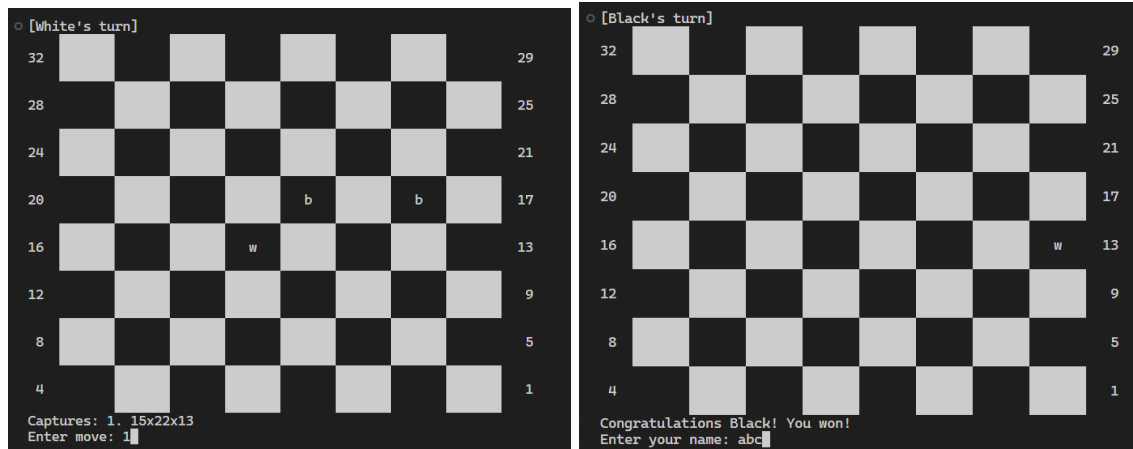 [White's turn]
32 29
28 25
24 21
20 b b 17
16 w 13
12 9
8 5
4 1
Captures: 1. 15x22x13
Enter move: 1
[Black's turn]
32 29
28 25
24 21
20 17
16 w 13
12 9
8 5
4 1
Congratulations Black! You won!
Enter your name: abc